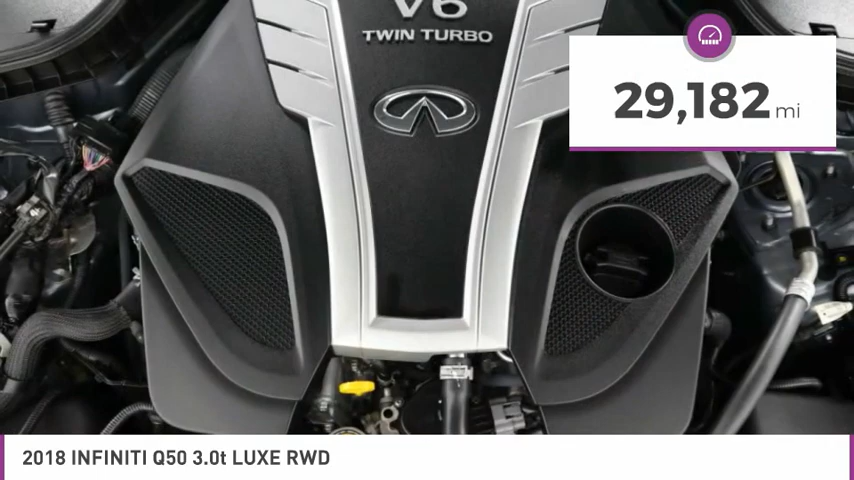 V6
TWIN TURBO
29,182 mi
2018 INFINITI Q50 3.0t LUXE RWD